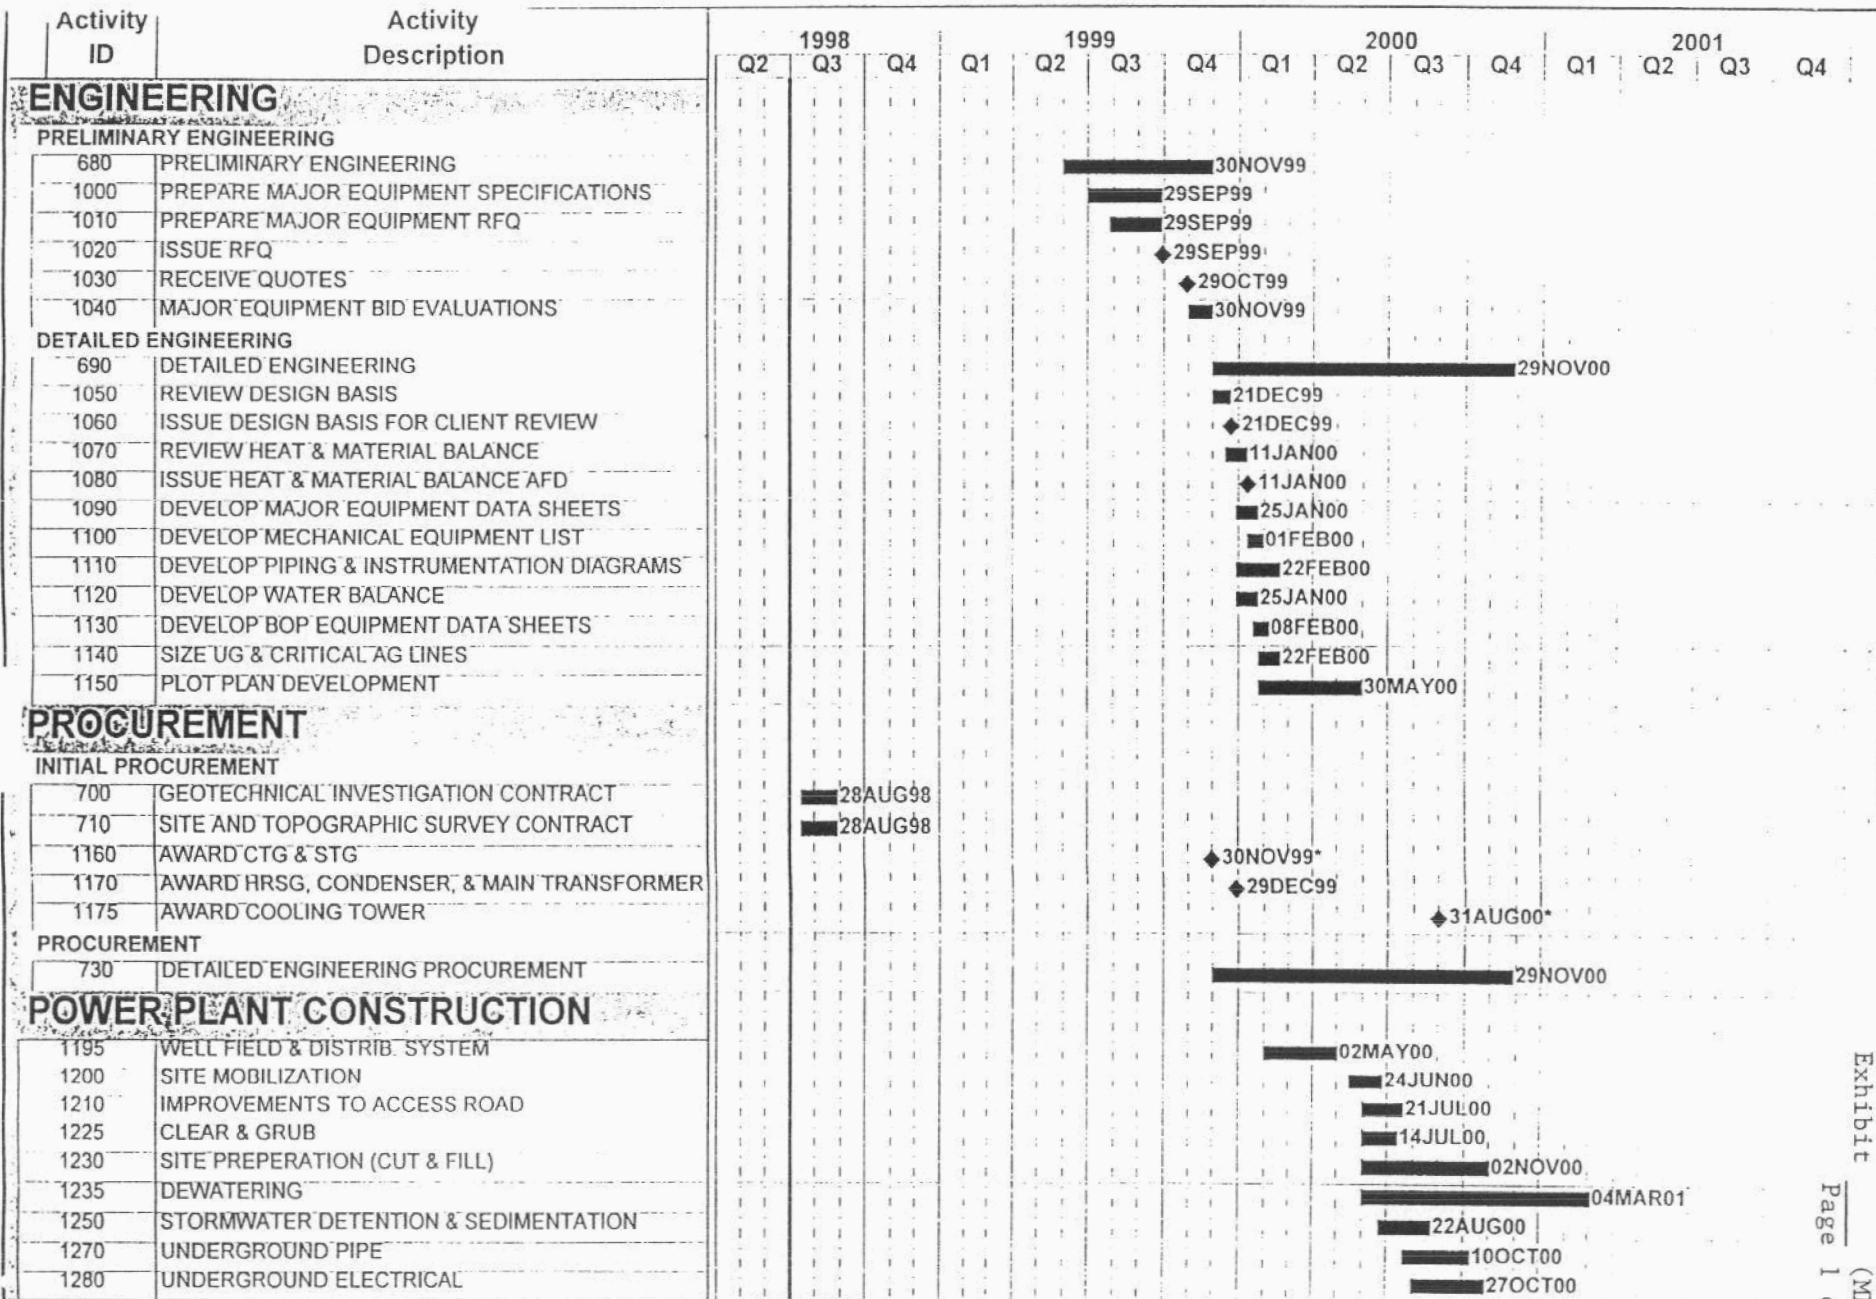 Activity ID Activity Description
1998 1999 2000 2001
Q2 Q3 Q4 Q1 Q2 Q3 Q4 Q1 Q2 Q3 Q4 Q1 Q2 Q3 Q4
ENGINEERING
PRELIMINARY ENGINEERING
680 PRELIMINARY ENGINEERING 30NOV99
1000 PREPARE MAJOR EQUIPMENT SPECIFICATIONS 29SEP99
1010 PREPARE MAJOR EQUIPMENT RFQ 29SEP99
1020 ISSUE RFQ 29SEP99
1030 RECEIVE QUOTES 29OCT99
1040 MAJOR EQUIPMENT BID EVALUATIONS 30NOV99
DETAILED ENGINEERING
690 DETAILED ENGINEERING 29NOV00
1050 REVIEW DESIGN BASIS 21DEC99
1060 ISSUE DESIGN BASIS FOR CLIENT REVIEW 21DEC99
1070 REVIEW HEAT & MATERIAL BALANCE 11JAN00
1080 ISSUE HEAT & MATERIAL BALANCE AFD 11JAN00
1090 DEVELOP MAJOR EQUIPMENT DATA SHEETS 25JAN00
1100 DEVELOP MECHANICAL EQUIPMENT LIST 01FEB00
1110 DEVELOP PIPING & INSTRUMENTATION DIAGRAMS 22FEB00
1120 DEVELOP WATER BALANCE 25JAN00
1130 DEVELOP BOP EQUIPMENT DATA SHEETS 08FEB00
1140 SIZE UG & CRITICAL AG LINES 22FEB00
1150 PLOT PLAN DEVELOPMENT 30MAY00
PROCUREMENT
INITIAL PROCUREMENT
700 GEOTECHNICAL INVESTIGATION CONTRACT 28AUG98
710 SITE AND TOPOGRAPHIC SURVEY CONTRACT 28AUG98
1160 AWARD CTG & STG 30NOV99*
1170 AWARD HRSG, CONDENSER, & MAIN TRANSFORMER 29DEC99
1175 AWARD COOLING TOWER 31AUG00*
PROCUREMENT
730 DETAILED ENGINEERING PROCUREMENT 29NOV00
POWER PLANT CONSTRUCTION
1195 WELL FIELD & DISTRIB. SYSTEM 02MAY00
1200 SITE MOBILIZATION 24JUN00
1210 IMPROVEMENTS TO ACCESS ROAD 21JUL00
1225 CLEAR & GRUB 14JUL00
1230 SITE PREPERATION (CUT & FILL) 02NOV00
1235 DEWATERING 04MAR01
1250 STORMWATER DETENTION & SEDIMENTATION 22AUG00
1270 UNDERGROUND PIPE 10OCT00
1280 UNDERGROUND ELECTRICAL 27OCT00
Exhibit
Page 1